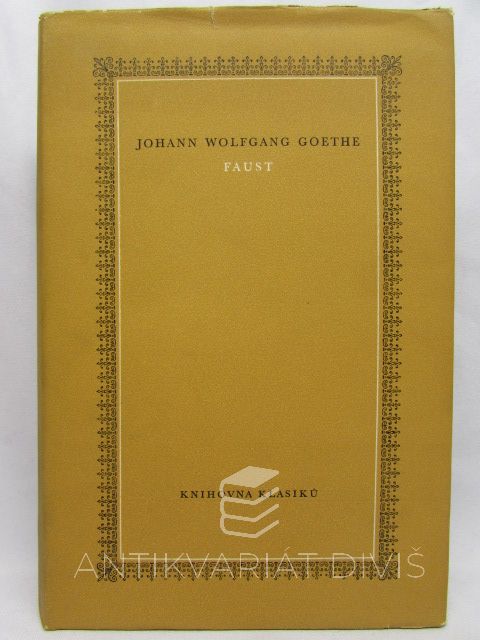 JOHANN WOLFGANG GOETHE
FAUST
KNIHOVNA KLASIKŮ
ANTIKVARIÁT DIVIŠ